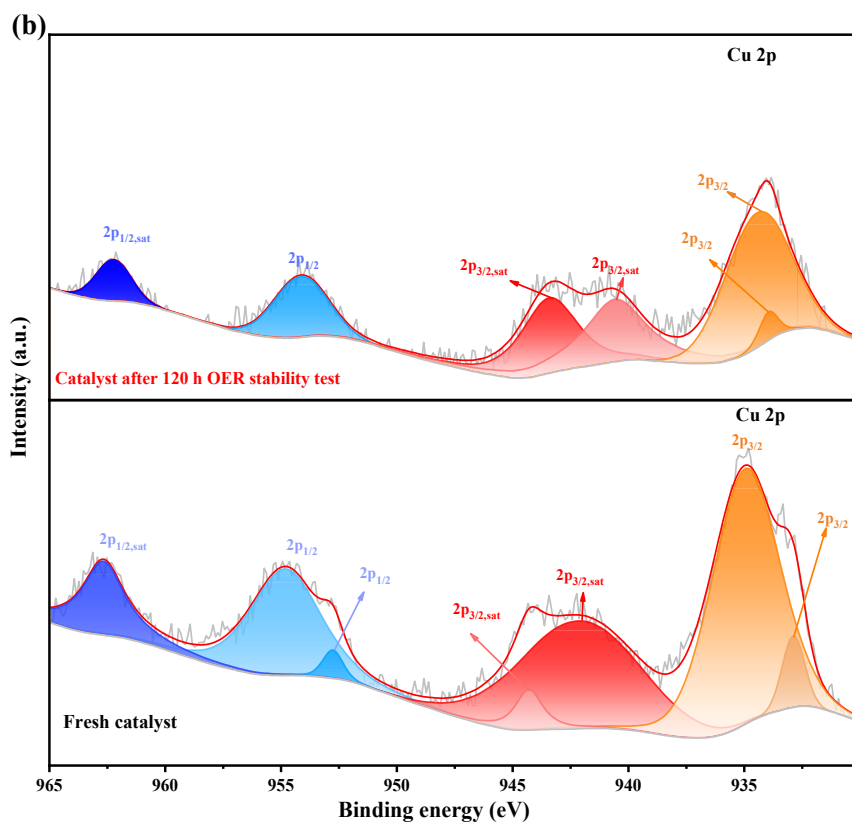 (b)
Cu 2p
2p3/2
2p3/2
2p1/2,sat
2p1/2
2p3/2,sat
2p3/2,sat
Catalyst after 120 h OER stability test
Cu 2p
2p3/2
2p3/2
2p1/2,sat
2p1/2
2p1/2
2p3/2,sat
2p3/2,sat
Fresh catalyst
Intensity (a.u.)
965 960 955 950 945 940 935
Binding energy (eV)